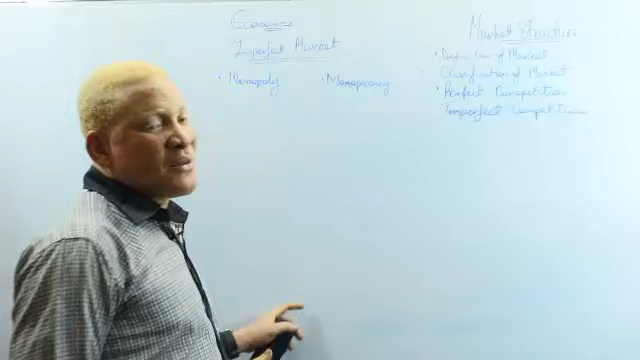 Economics
Imperfect Market
• Monopoly
• Monopsony
Market Structure
• Definition of Market
Classification of Market
• Perfect Competition
Imperfect Competition